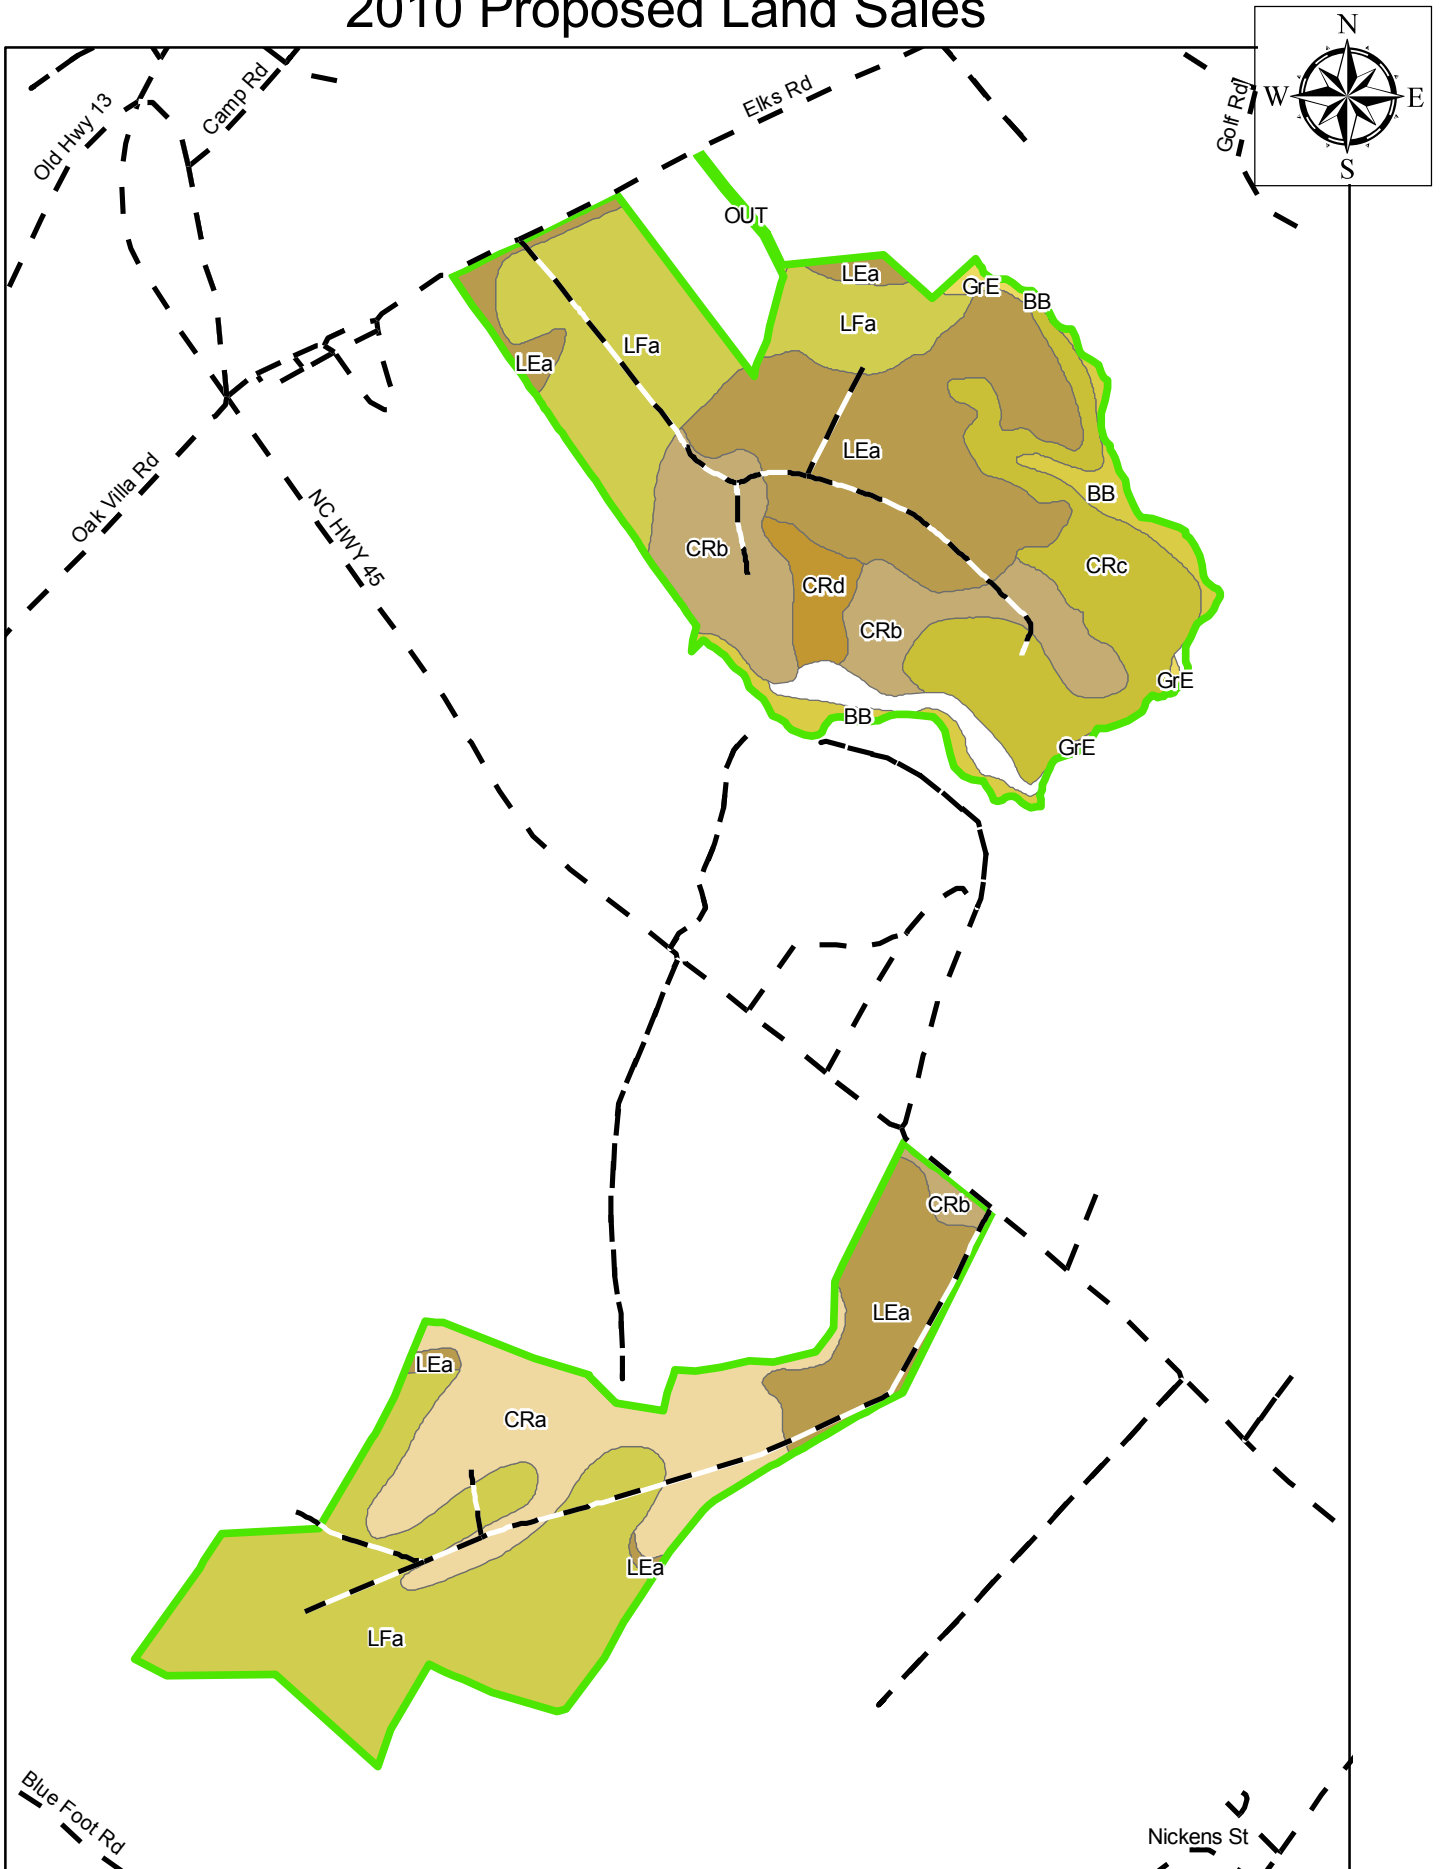 2010 Proposed Land Sales
N
W
E
S
Old Hwy 13
Camp Rd
Elks Rd
Golf Rd
OUT
LEa
GrE
BB
LFa
LFa
LEa
LEa
Oak Villa Rd
NC HWY 45
BB
CRb
CRc
CRd
CRb
GrE
BB
GrE
CRb
LEa
LEa
CRa
LEa
LFa
Blue Foot Rd
Nickens St